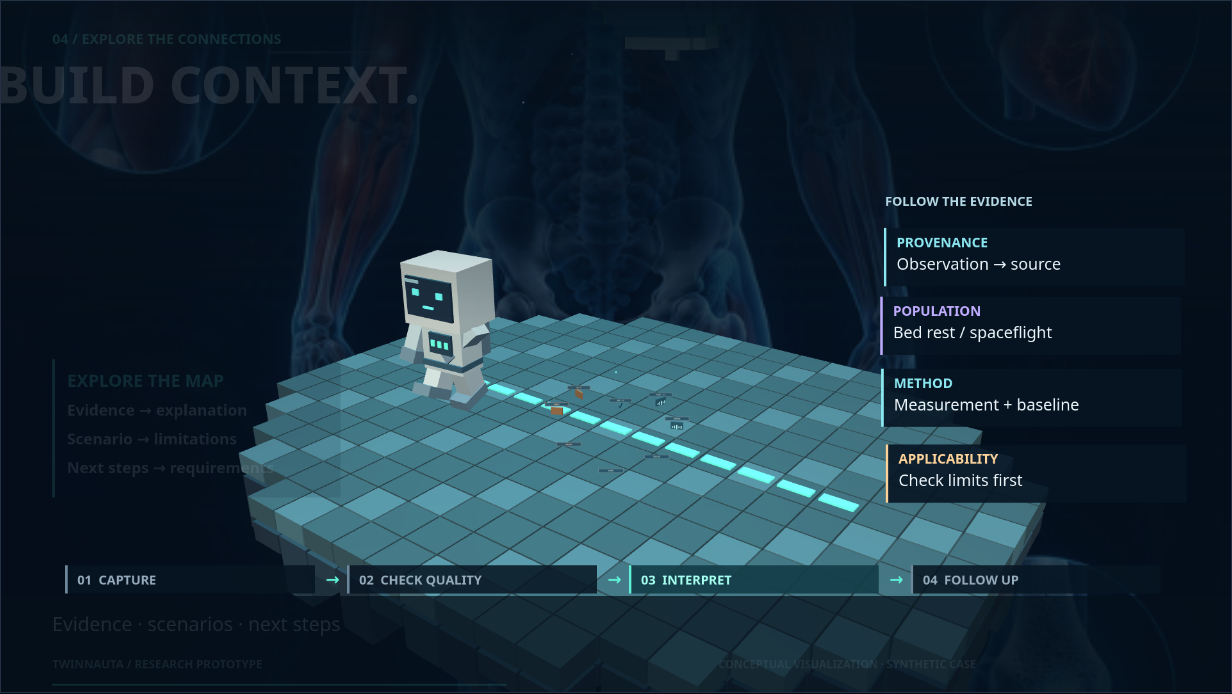 04 / EXPLORE THE CONNECTIONS
BUILD CONTEXT.
FOLLOW THE EVIDENCE
PROVENANCE
Observation → source
POPULATION
Bed rest / spaceflight
METHOD
Measurement + baseline
APPLICABILITY
Check limits first
EXPLORE THE MAP
Evidence → explanation
Scenario → limitations
Next steps → requirements
01 CAPTURE → 02 CHECK QUALITY → 03 INTERPRET → 04 FOLLOW UP
Evidence · scenarios · next steps
TWINNAUTA / RESEARCH PROTOTYPE
CONCEPTUAL VISUALIZATION · SYNTHETIC CASE